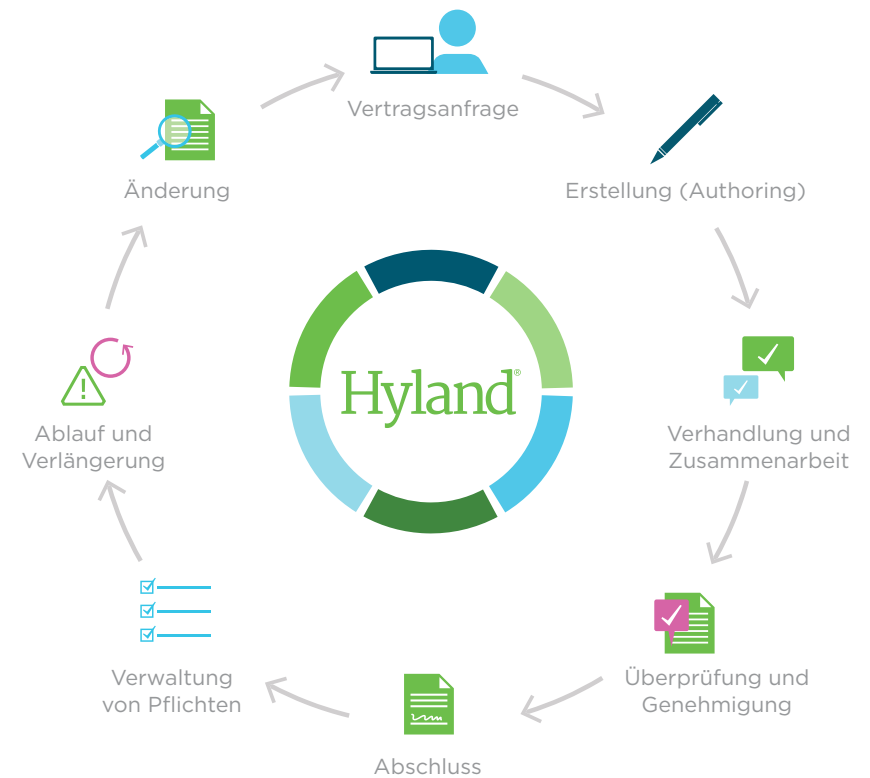 Vertragsanfrage
Erstellung (Authoring)
Verhandlung und
Zusammenarbeit
Überprüfung und
Genehmigung
Abschluss
Verwaltung
von Pflichten
Ablauf und
Verlängerung
Änderung
Hyland®